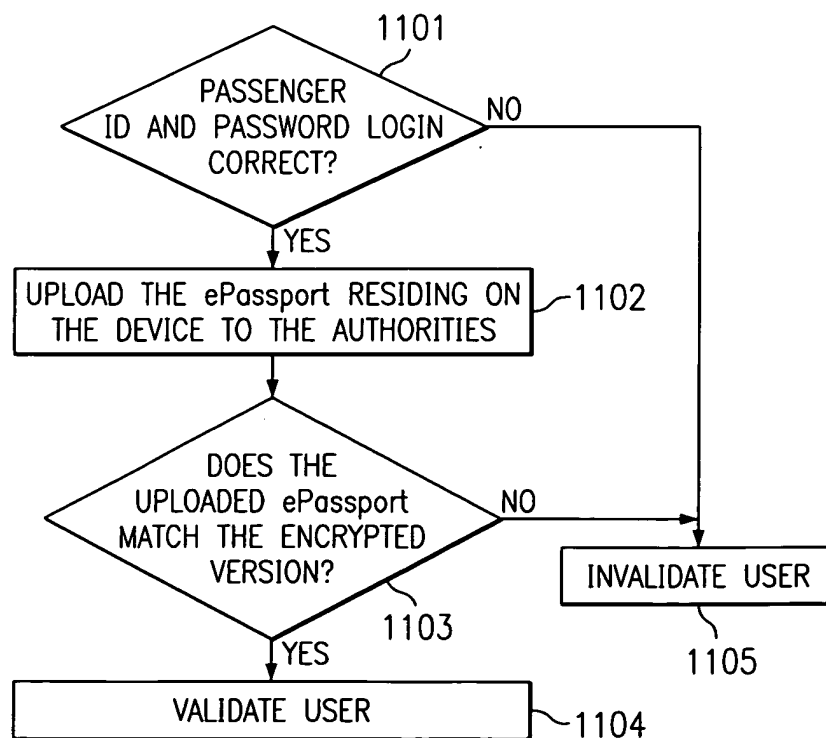 1101
PASSENGER
ID AND PASSWORD LOGIN
CORRECT?
NO
YES
UPLOAD THE ePassport RESIDING ON
THE DEVICE TO THE AUTHORITIES
1102
DOES THE
UPLOADED ePassport
MATCH THE ENCRYPTED
VERSION?
NO
INVALIDATE USER
1103
1105
YES
VALIDATE USER
1104